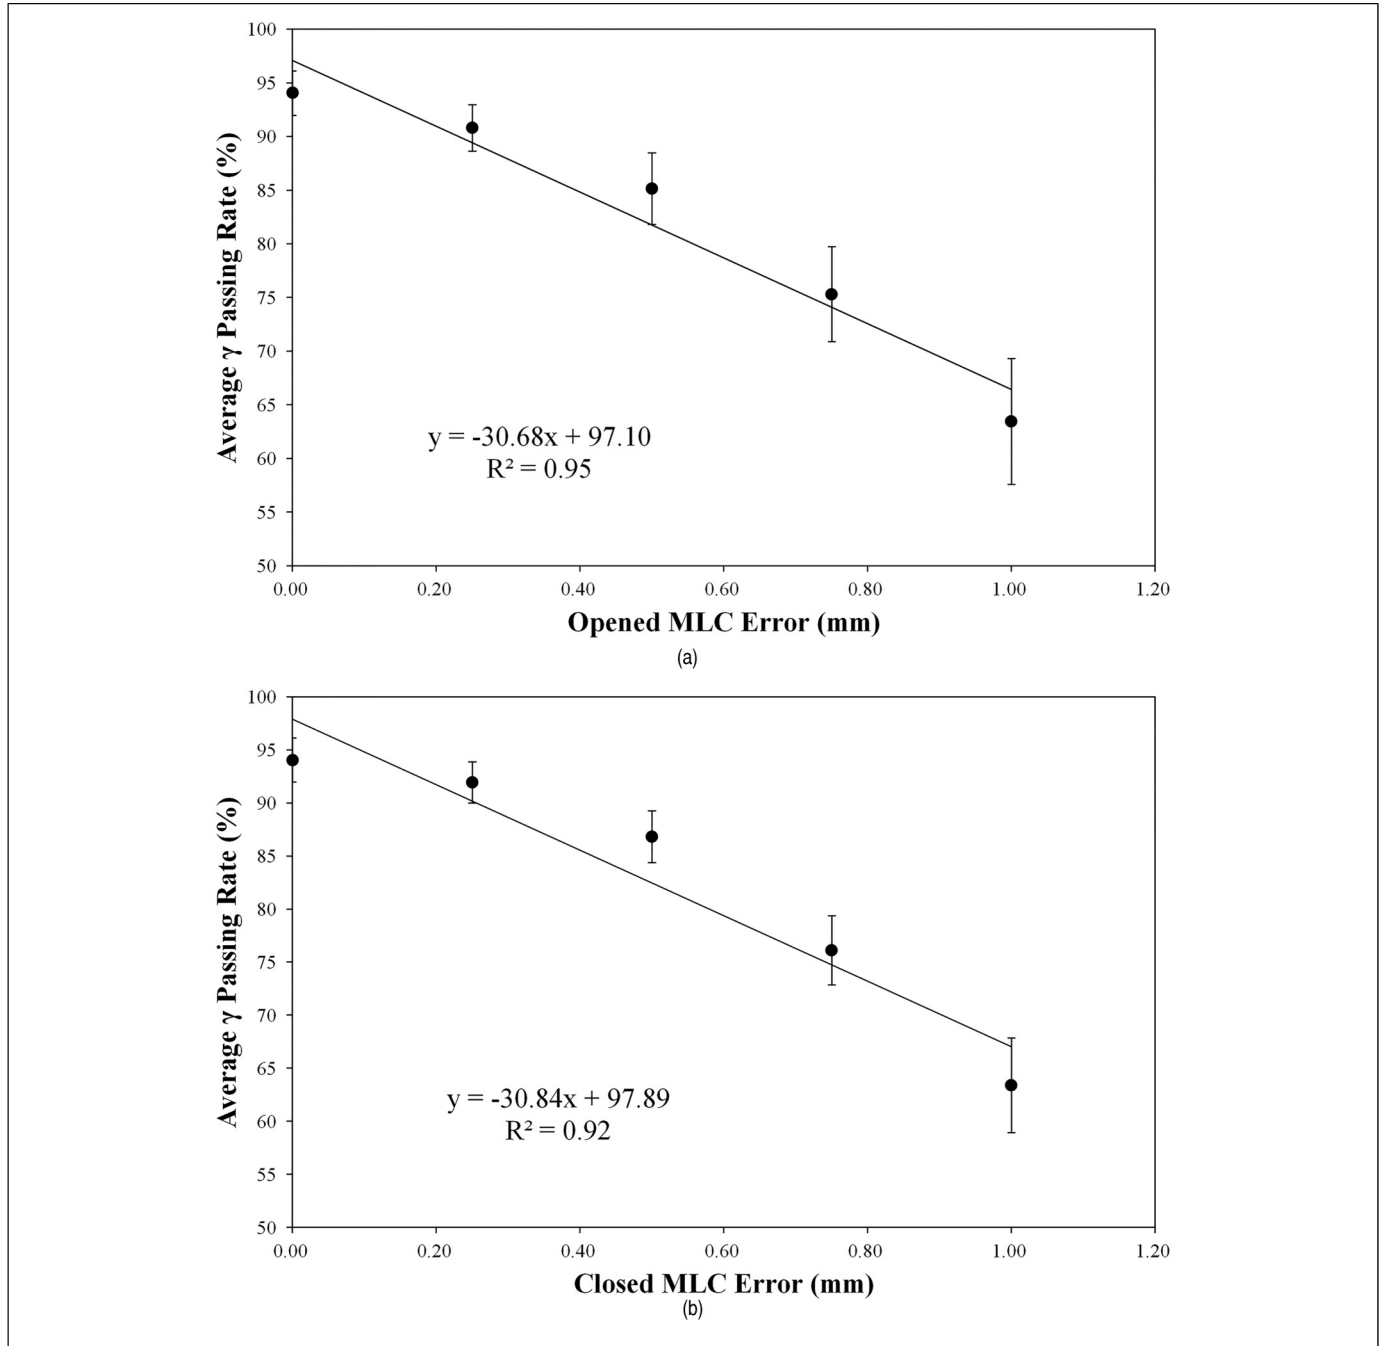 100
95
90
85
80
75
70
65
60
55
50
Average γ Passing Rate (%)
y = -30.68x + 97.10
R² = 0.95
0.00 0.20 0.40 0.60 0.80 1.00 1.20
Opened MLC Error (mm)
(a)
100
95
90
85
80
75
70
65
60
55
50
Average γ Passing Rate (%)
y = -30.84x + 97.89
R² = 0.92
0.00 0.20 0.40 0.60 0.80 1.00 1.20
Closed MLC Error (mm)
(b)